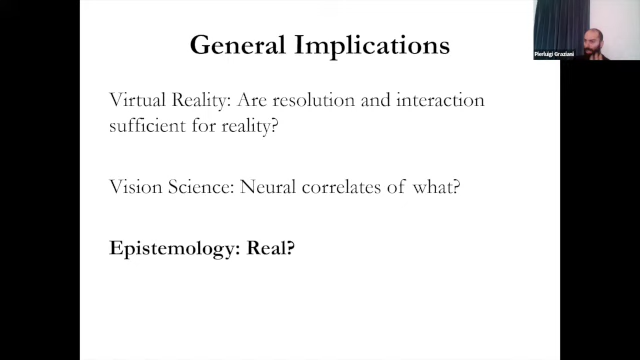 General Implications
Pierluigi Graziani
Virtual Reality: Are resolution and interaction
sufficient for reality?
Vision Science: Neural correlates of what?
Epistemology: Real?